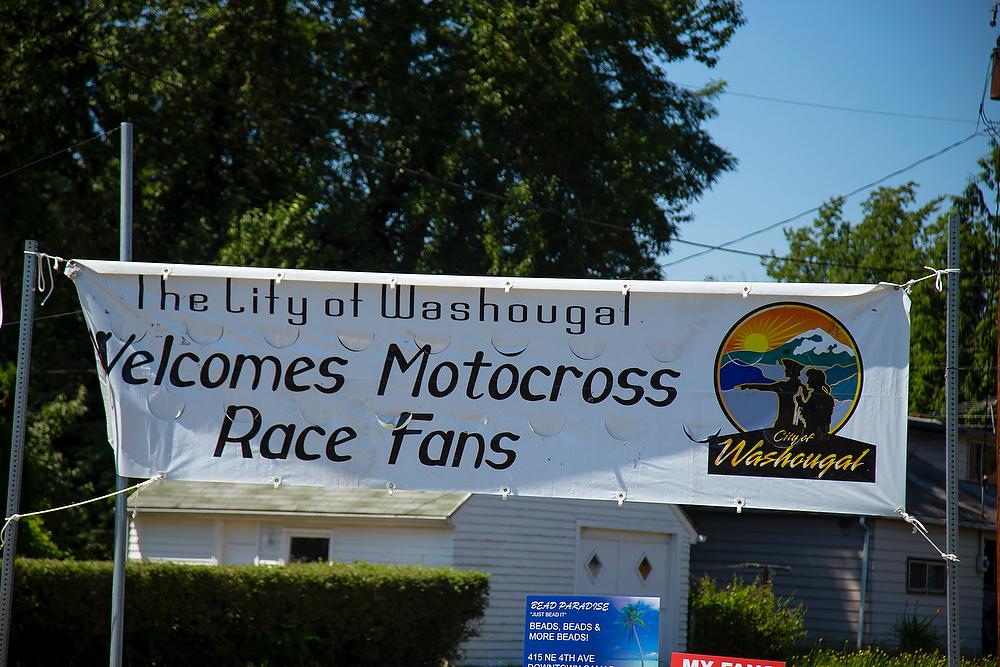 The City of Washougal
Welcomes Motocross
Race Fans
City of
Washougal
BEAD PARADISE
"JUST BEAD IT"
BEADS, BEADS &
MORE BEADS!
415 NE 4TH AVE